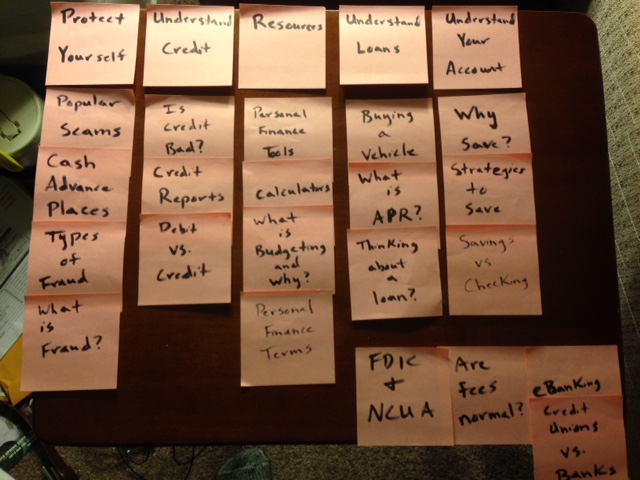 Protect
Yourself
Understand
Credit
Resources
Understand
Loans
Understand
Your
Account
Popular
Scams
Cash
Advance
Places
Types
of
Fraud
What
is
Fraud?
Is
Credit
Bad?
Credit
Reports
Debit
vs.
Credit
Personal
Finance
Tools
Calculators
What
is
Budgeting
and
Why?
Personal
Finance
Terms
Buying
a
Vehicle
What
is
APR?
Thinking
about
a
loan?
Why
Save?
Strategies
to
Save
Savings
vs.
Checking
FDIC
+
NCUA
Are
fees
normal?
eBanking
Credit
Unions
vs.
Banks